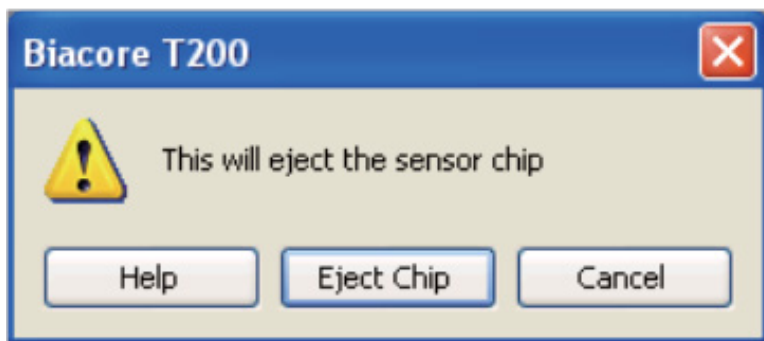 Biacore T200
This will eject the sensor chip
Help Eject Chip Cancel